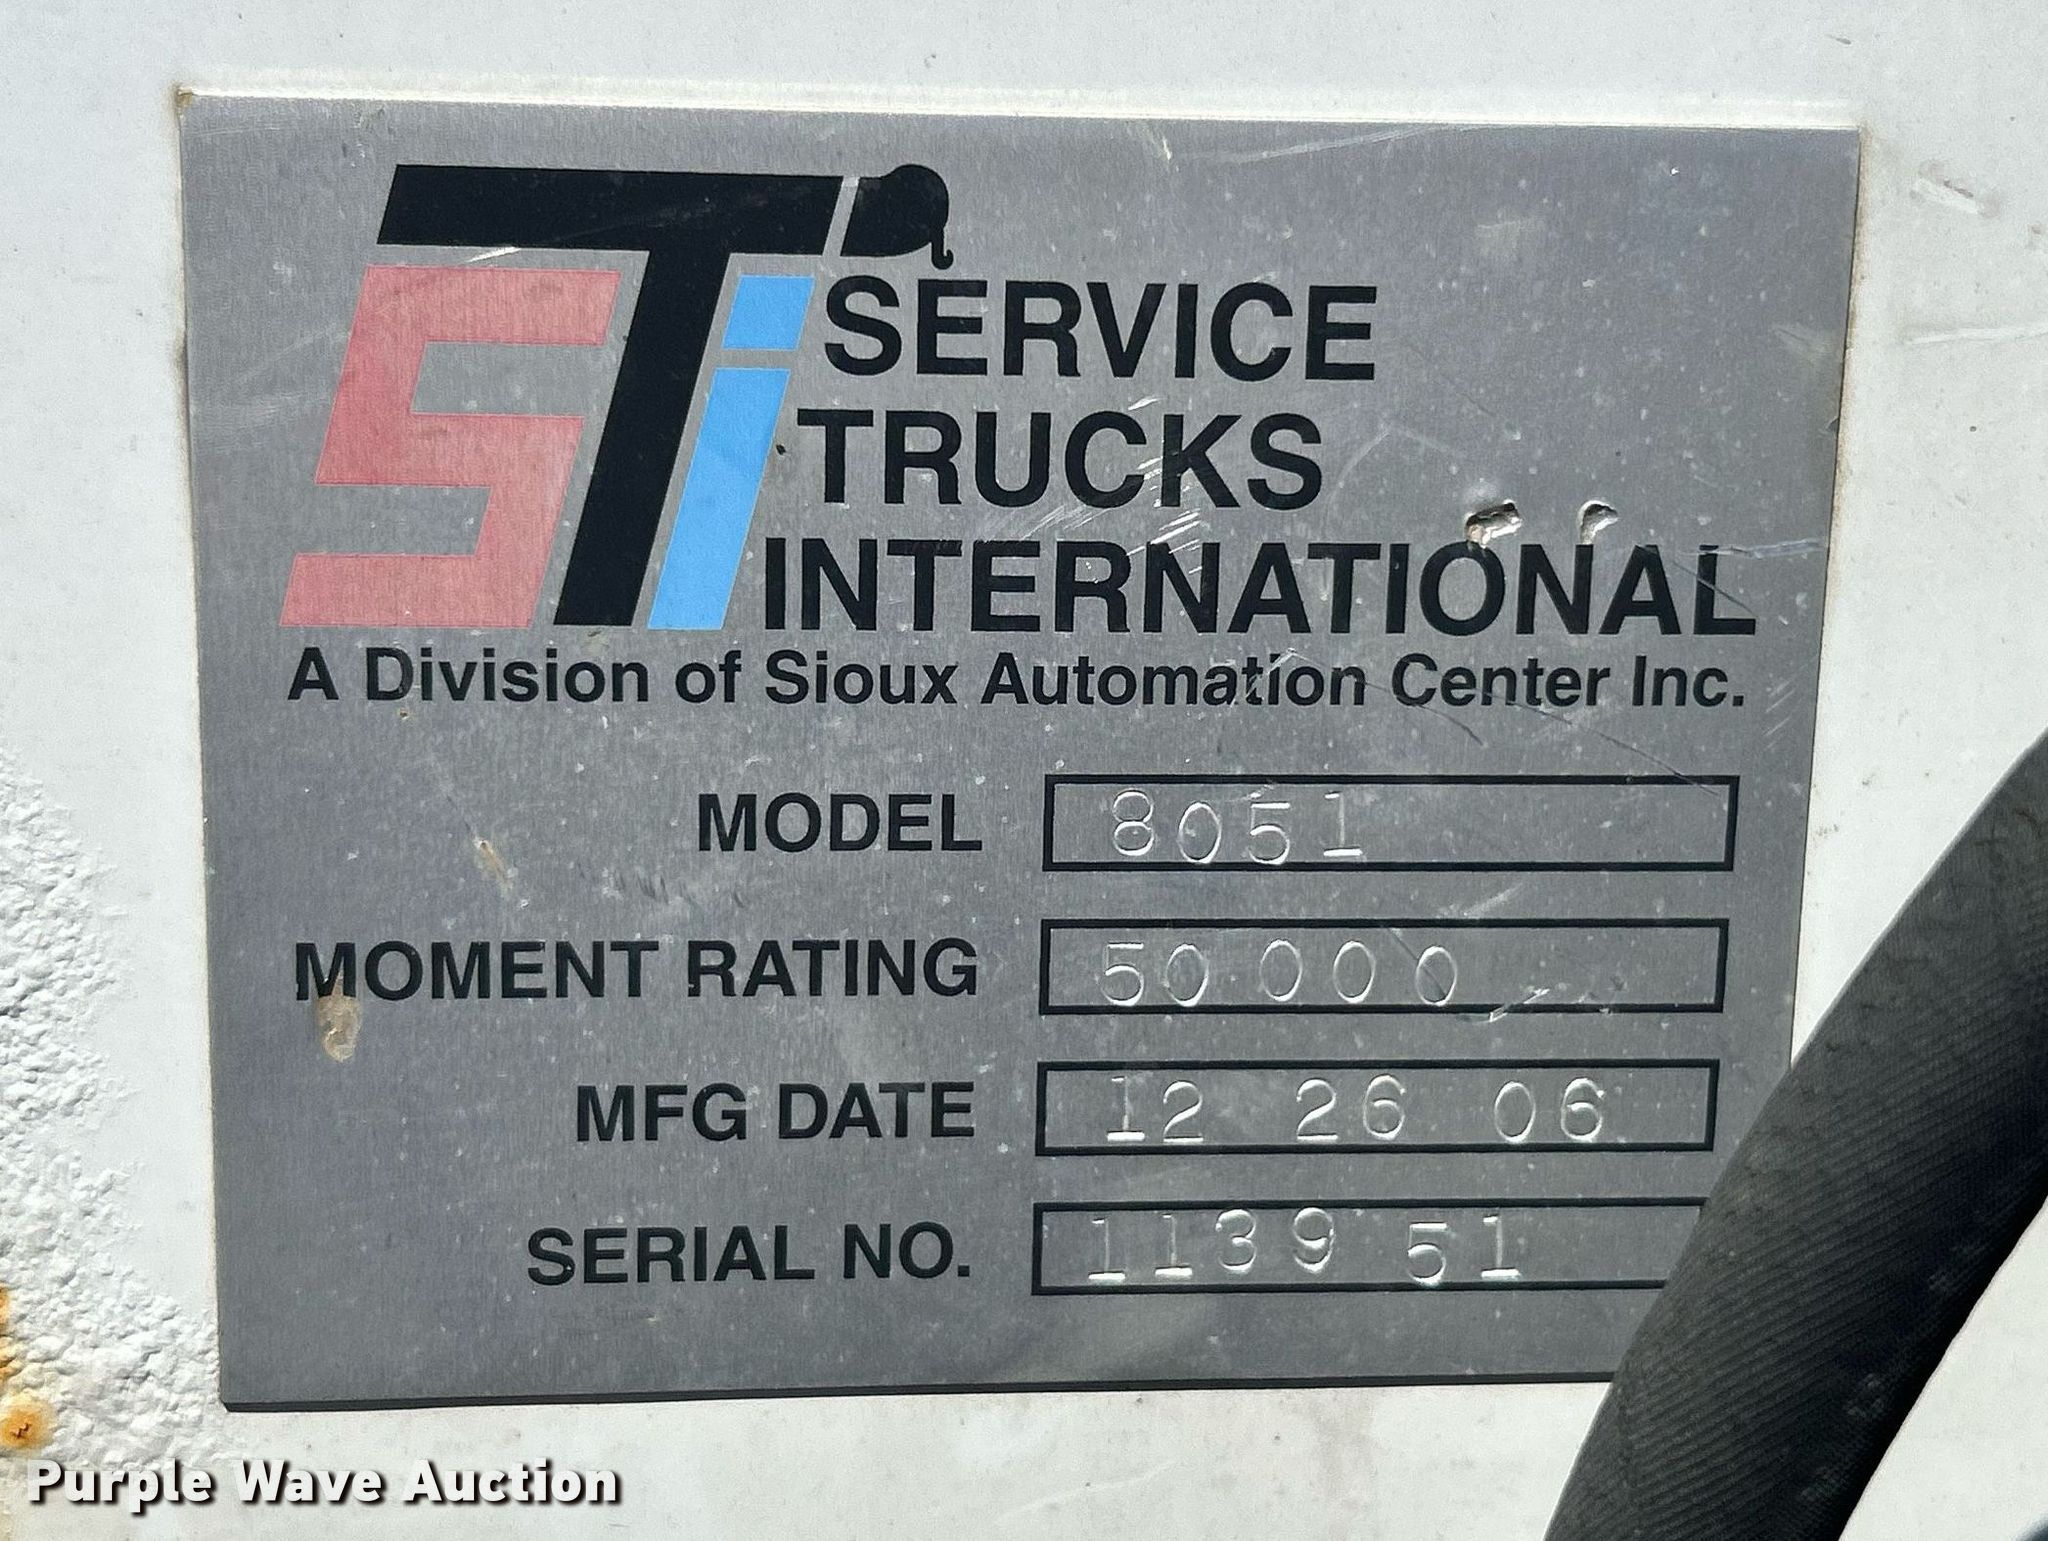 STi
SERVICE
TRUCKS
INTERNATIONAL
A Division of Sioux Automation Center Inc.
MODEL 8051
MOMENT RATING 50 000
MFG DATE 12 26 06
SERIAL NO. 1139 51
Purple Wave Auction